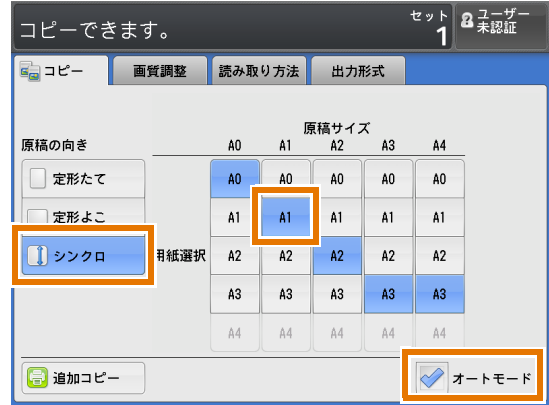 コピーできます。
セット
1
ユーザー
未認証
コピー 画質調整 読み取り方法 出力形式
原稿サイズ
原稿の向き A0 A1 A2 A3 A4
定形たて A0 A0 A0 A0 A0
定形よこ A1 A1 A1 A1 A1
シンクロ 用紙選択 A2 A2 A2 A2 A2
A3 A3 A3 A3 A3
A4 A4 A4 A4 A4
追加コピー オートモード